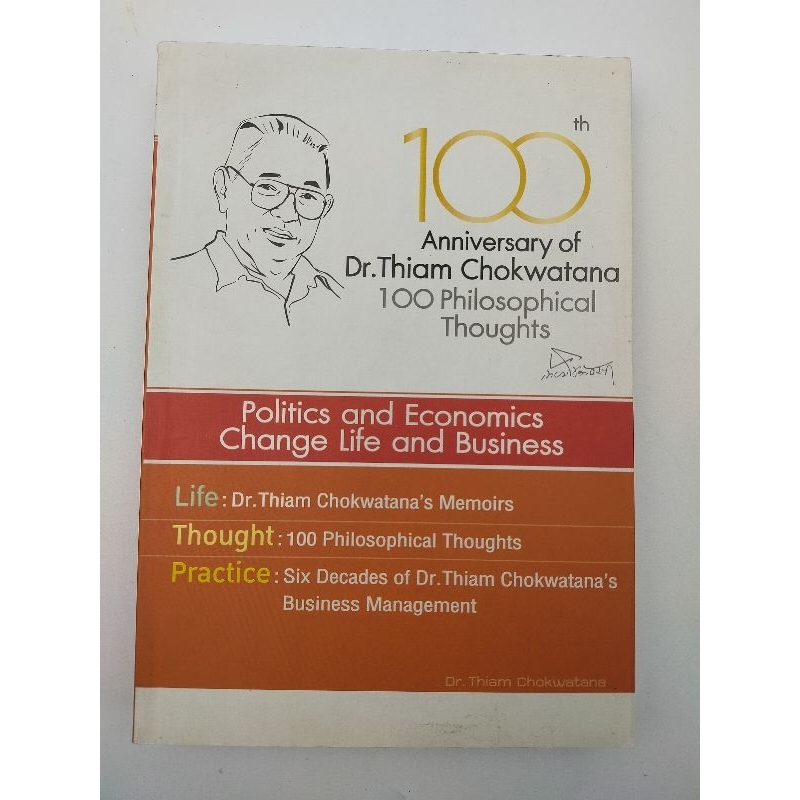 100th
Anniversary of
Dr.Thiam Chokwatana
100 Philosophical
Thoughts
Politics and Economics
Change Life and Business
Life : Dr.Thiam Chokwatana's Memoirs
Thought : 100 Philosophical Thoughts
Practice : Six Decades of Dr.Thiam Chokwatana's
Business Management
Dr. Thiam Chokwatana